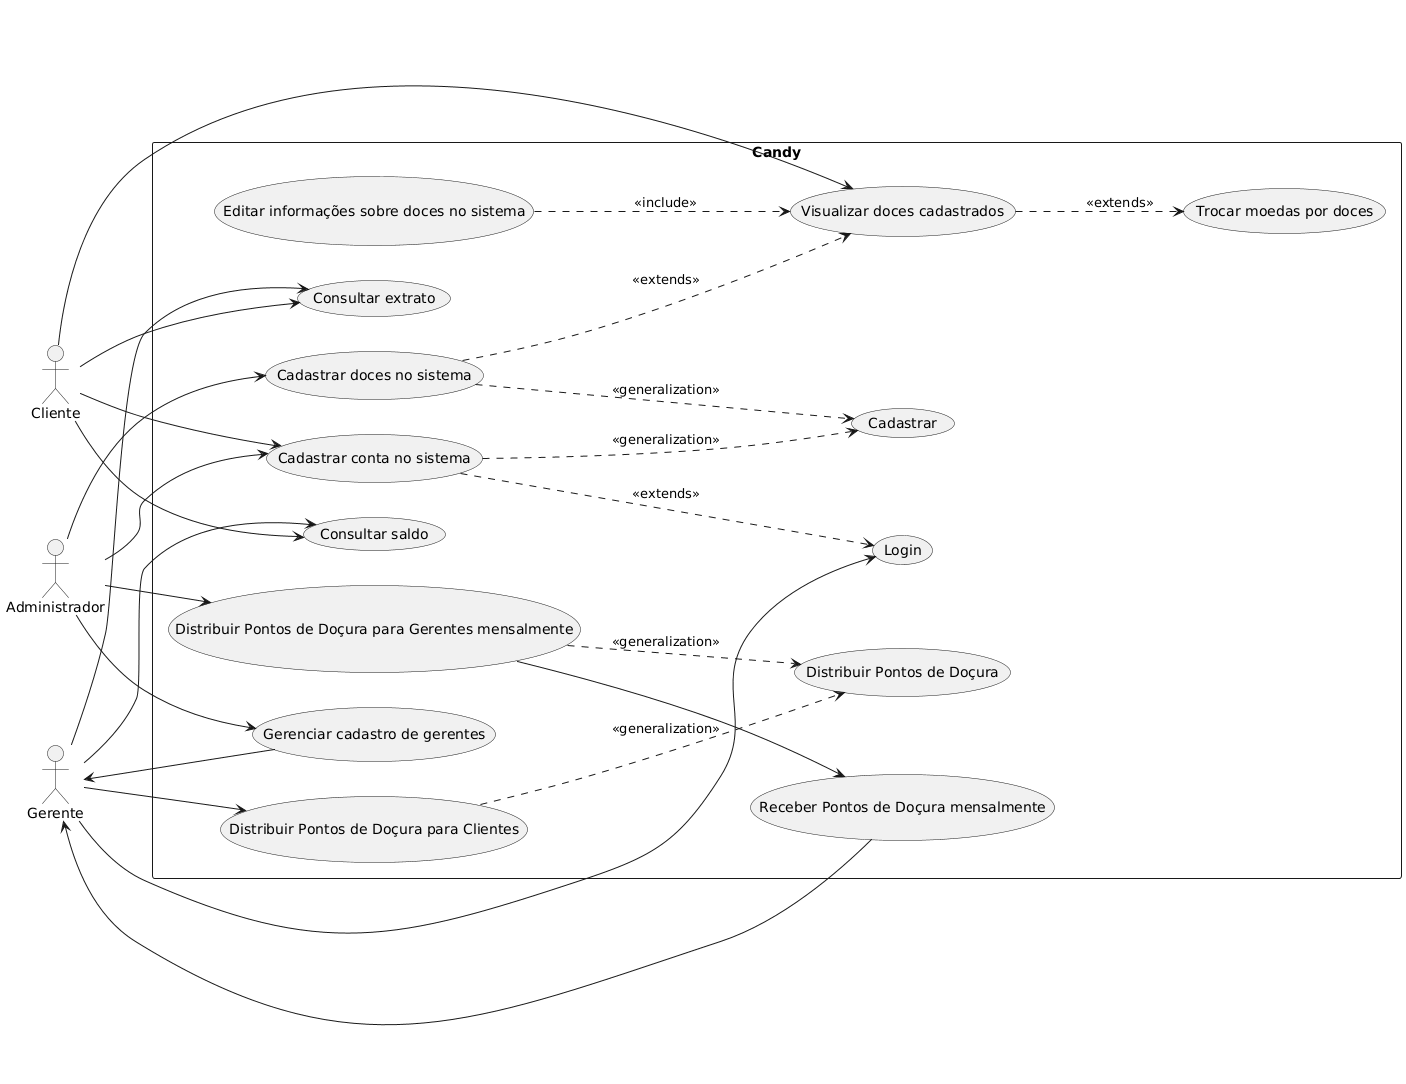 Candy
Editar informações sobre doces no sistema
«include»
Visualizar doces cadastrados
«extends»
Trocar moedas por doces
«extends»
Consultar extrato
Cadastrar doces no sistema
«generalization»
Cliente
Cadastrar
«generalization»
Cadastrar conta no sistema
«extends»
Consultar saldo
Login
Administrador
Distribuir Pontos de Doçura para Gerentes mensalmente
«generalization»
Distribuir Pontos de Doçura
«generalization»
Gerenciar cadastro de gerentes
Receber Pontos de Doçura mensalmente
Gerente
Distribuir Pontos de Doçura para Clientes